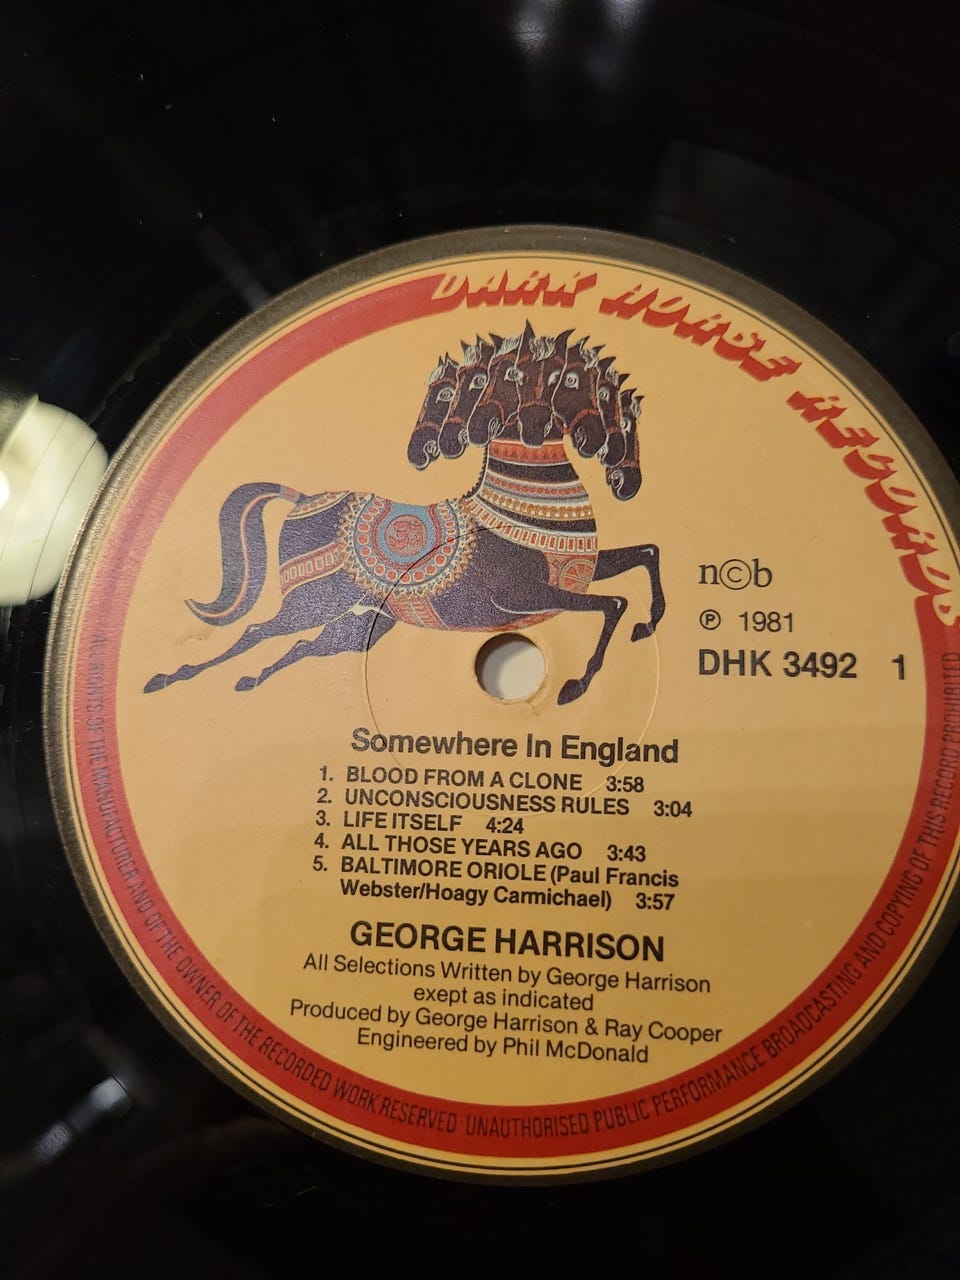 DARK HORSE RECORDS
n©b
℗ 1981
DHK 3492 1
Somewhere In England
1. BLOOD FROM A CLONE 3:58
2. UNCONSCIOUSNESS RULES 3:04
3. LIFE ITSELF 4:24
4. ALL THOSE YEARS AGO 3:43
5. BALTIMORE ORIOLE (Paul Francis
Webster/Hoagy Carmichael) 3:57
GEORGE HARRISON
All Selections Written by George Harrison
exept as indicated
Produced by George Harrison & Ray Cooper
Engineered by Phil McDonald
ALL RIGHTS OF THE MANUFACTURER AND OF THE OWNER OF THE RECORDED WORK RESERVED · UNAUTHORISED PUBLIC PERFORMANCE BROADCASTING AND COPYING OF THIS RECORD PROHIBITED